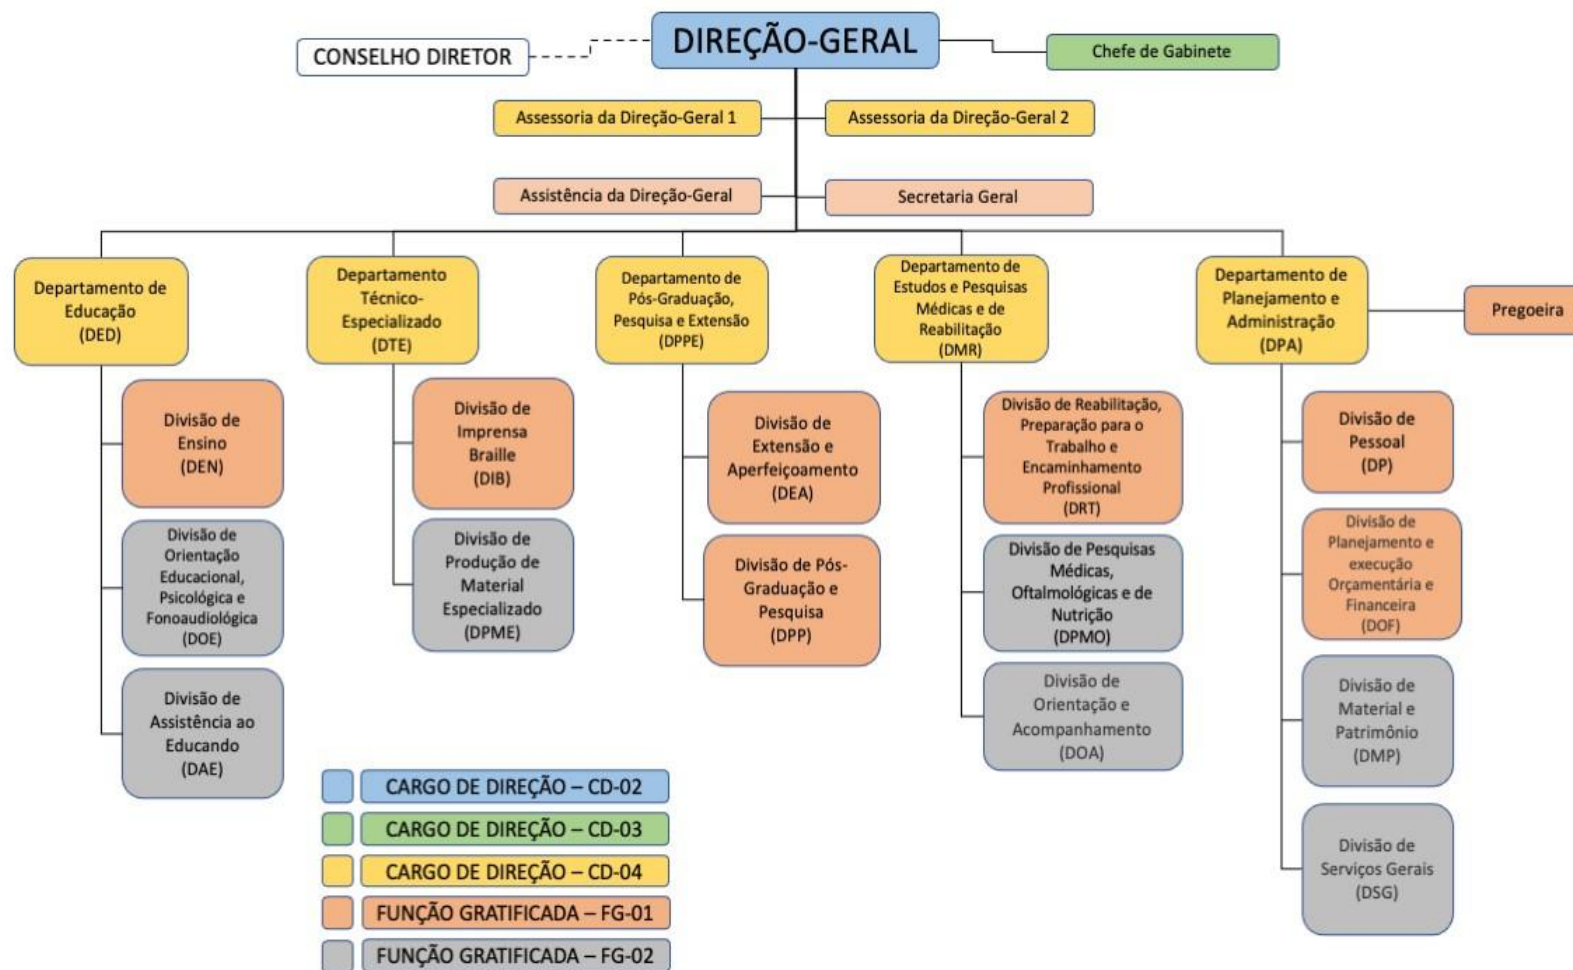 DIREÇÃO-GERAL
CONSELHO DIRETOR
Chefe de Gabinete
Assessoria da Direção-Geral 1
Assessoria da Direção-Geral 2
Assistência da Direção-Geral
Secretaria Geral
Departamento de
Educação
(DED)
Departamento
Técnico-
Especializado
(DTE)
Departamento de
Pós-Graduação,
Pesquisa e Extensão
(DPPE)
Departamento de
Estudos e Pesquisas
Médicas e de
Reabilitação
(DMR)
Departamento de
Planejamento e
Administração
(DPA)
Pregoeira
Divisão de
Ensino
(DEN)
Divisão de
Orientação
Educacional,
Psicológica e
Fonoaudiológica
(DOE)
Divisão de
Assistência ao
Educando
(DAE)
Divisão de
Imprensa
Braille
(DIB)
Divisão de
Produção de
Material
Especializado
(DPME)
Divisão de
Extensão e
Aperfeiçoamento
(DEA)
Divisão de Pós-
Graduação e
Pesquisa
(DPP)
Divisão de Reabilitação,
Preparação para o
Trabalho e
Encaminhamento
Profissional
(DRT)
Divisão de Pesquisas
Médicas,
Oftalmológicas e de
Nutrição
(DPMO)
Divisão de
Orientação e
Acompanhamento
(DOA)
Divisão de
Pessoal
(DP)
Divisão de
Planejamento e
execução
Orçamentária e
Financeira
(DOF)
Divisão de
Material e
Patrimônio
(DMP)
Divisão de
Serviços Gerais
(DSG)
CARGO DE DIREÇÃO – CD-02
CARGO DE DIREÇÃO – CD-03
CARGO DE DIREÇÃO – CD-04
FUNÇÃO GRATIFICADA – FG-01
FUNÇÃO GRATIFICADA – FG-02